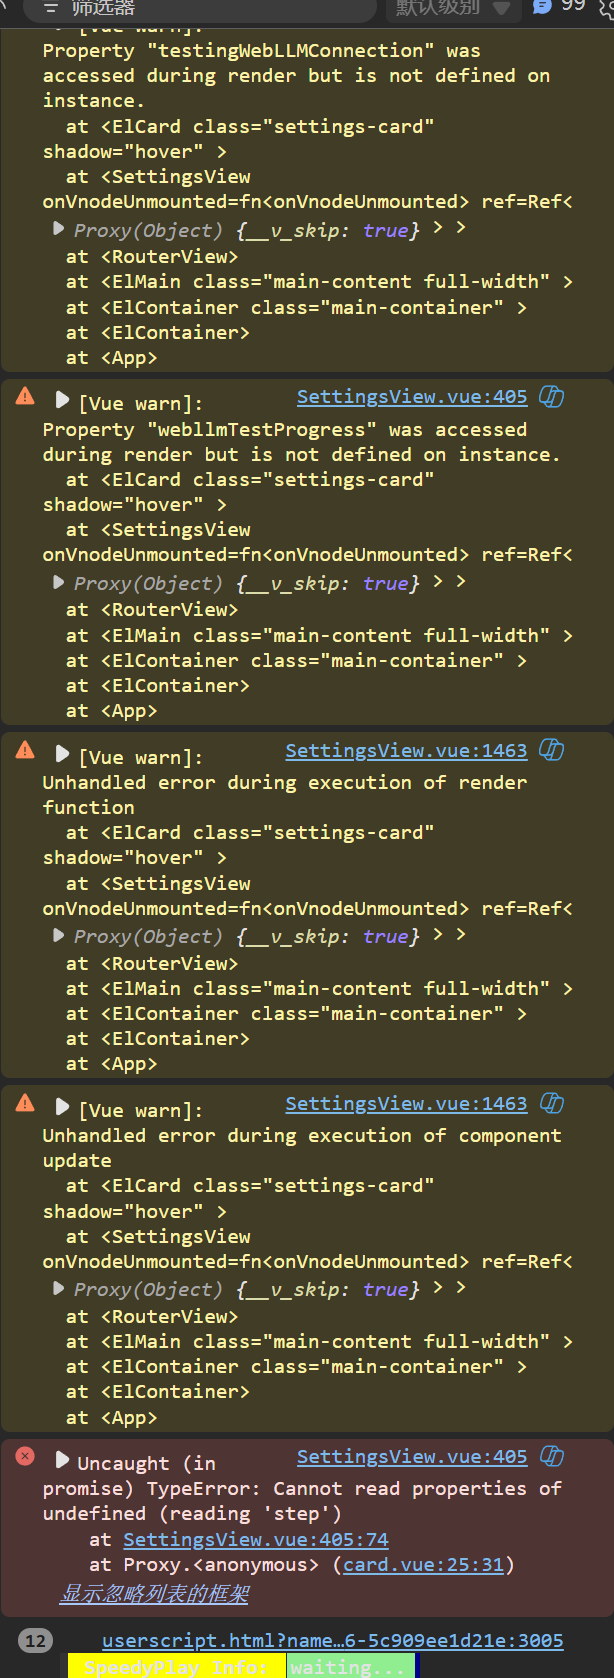 筛选器
默认级别
99
[Vue warn]:
Property "testingWebLLMConnection" was
accessed during render but is not defined on
instance.
at <ElCard class="settings-card"
shadow="hover" >
at <SettingsView
onVnodeUnmounted=fn<onVnodeUnmounted> ref=Ref<
Proxy(Object) {__v_skip: true} > >
at <RouterView>
at <ElMain class="main-content full-width" >
at <ElContainer class="main-container" >
at <ElContainer>
at <App>
[Vue warn]: SettingsView.vue:405
Property "webllmTestProgress" was accessed
during render but is not defined on instance.
at <ElCard class="settings-card"
shadow="hover" >
at <SettingsView
onVnodeUnmounted=fn<onVnodeUnmounted> ref=Ref<
Proxy(Object) {__v_skip: true} > >
at <RouterView>
at <ElMain class="main-content full-width" >
at <ElContainer class="main-container" >
at <ElContainer>
at <App>
[Vue warn]: SettingsView.vue:1463
Unhandled error during execution of render
function
at <ElCard class="settings-card"
shadow="hover" >
at <SettingsView
onVnodeUnmounted=fn<onVnodeUnmounted> ref=Ref<
Proxy(Object) {__v_skip: true} > >
at <RouterView>
at <ElMain class="main-content full-width" >
at <ElContainer class="main-container" >
at <ElContainer>
at <App>
[Vue warn]: SettingsView.vue:1463
Unhandled error during execution of component
update
at <ElCard class="settings-card"
shadow="hover" >
at <SettingsView
onVnodeUnmounted=fn<onVnodeUnmounted> ref=Ref<
Proxy(Object) {__v_skip: true} > >
at <RouterView>
at <ElMain class="main-content full-width" >
at <ElContainer class="main-container" >
at <ElContainer>
at <App>
Uncaught (in SettingsView.vue:405
promise) TypeError: Cannot read properties of
undefined (reading 'step')
at SettingsView.vue:405:74
at Proxy.<anonymous> (card.vue:25:31)
显示忽略列表的框架
12 userscript.html?name…6-5c909ee1d21e:3005
SpeedyPlay Info: waiting...